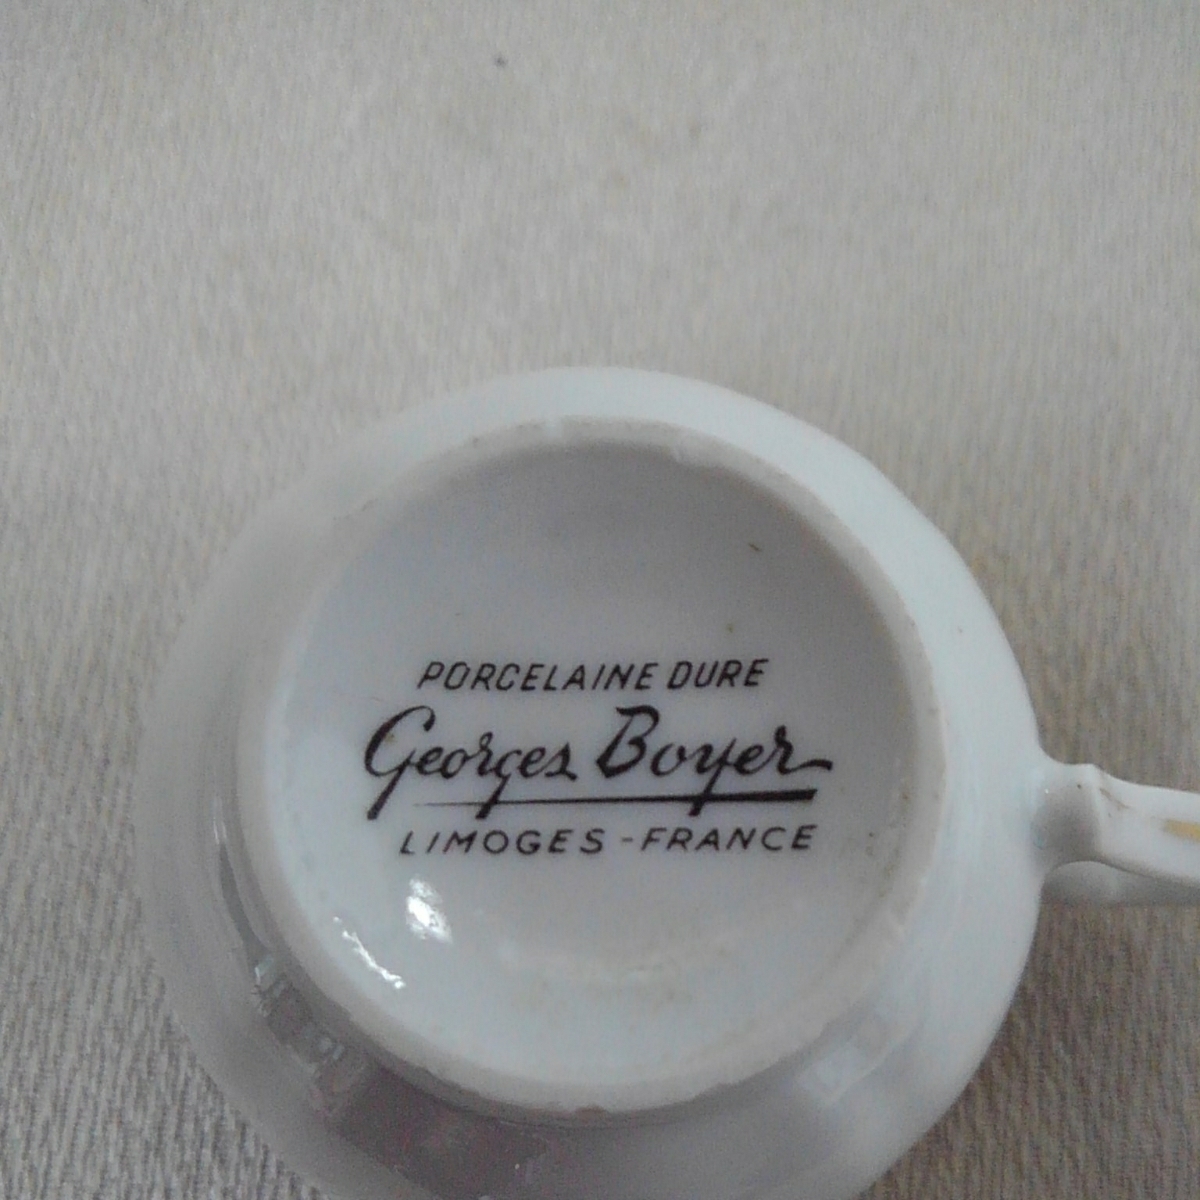 PORCELAINE DURE
Georges Boyer
LIMOGES - FRANCE